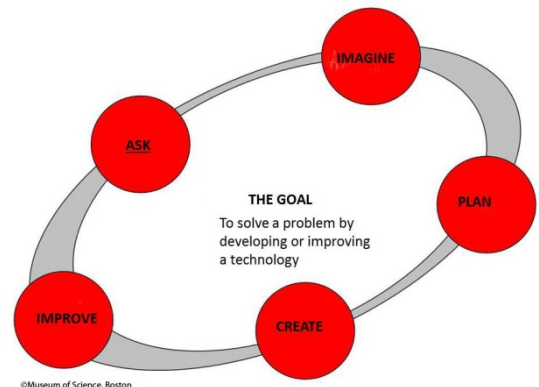 IMAGINE
ASK
PLAN
THE GOAL
To solve a problem by
developing or improving
a technology
IMPROVE
CREATE
©Museum of Science, Boston